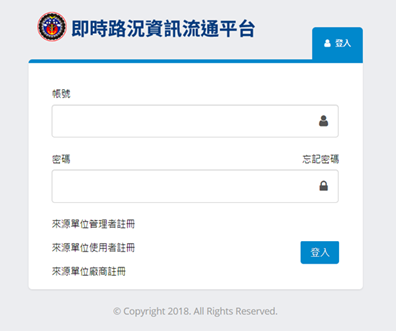 即時路況資訊流通平台
登入
帳號
密碼
忘記密碼
來源單位管理者註冊
來源單位使用者註冊
登入
來源單位廠商註冊
© Copyright 2018. All Rights Reserved.